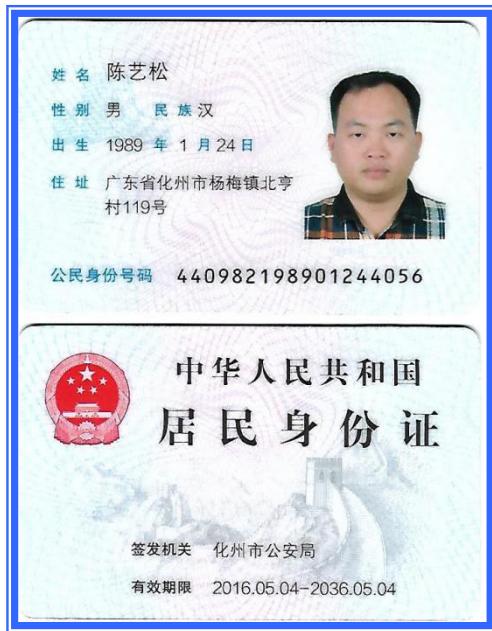 姓名 陈艺松
性别 男 民族 汉
出生 1989 年 1 月 24 日
住址 广东省化州市杨梅镇北亨
村119号
公民身份号码 440982198901244056
中华人民共和国
居民身份证
签发机关 化州市公安局
有效期限 2016.05.04-2036.05.04